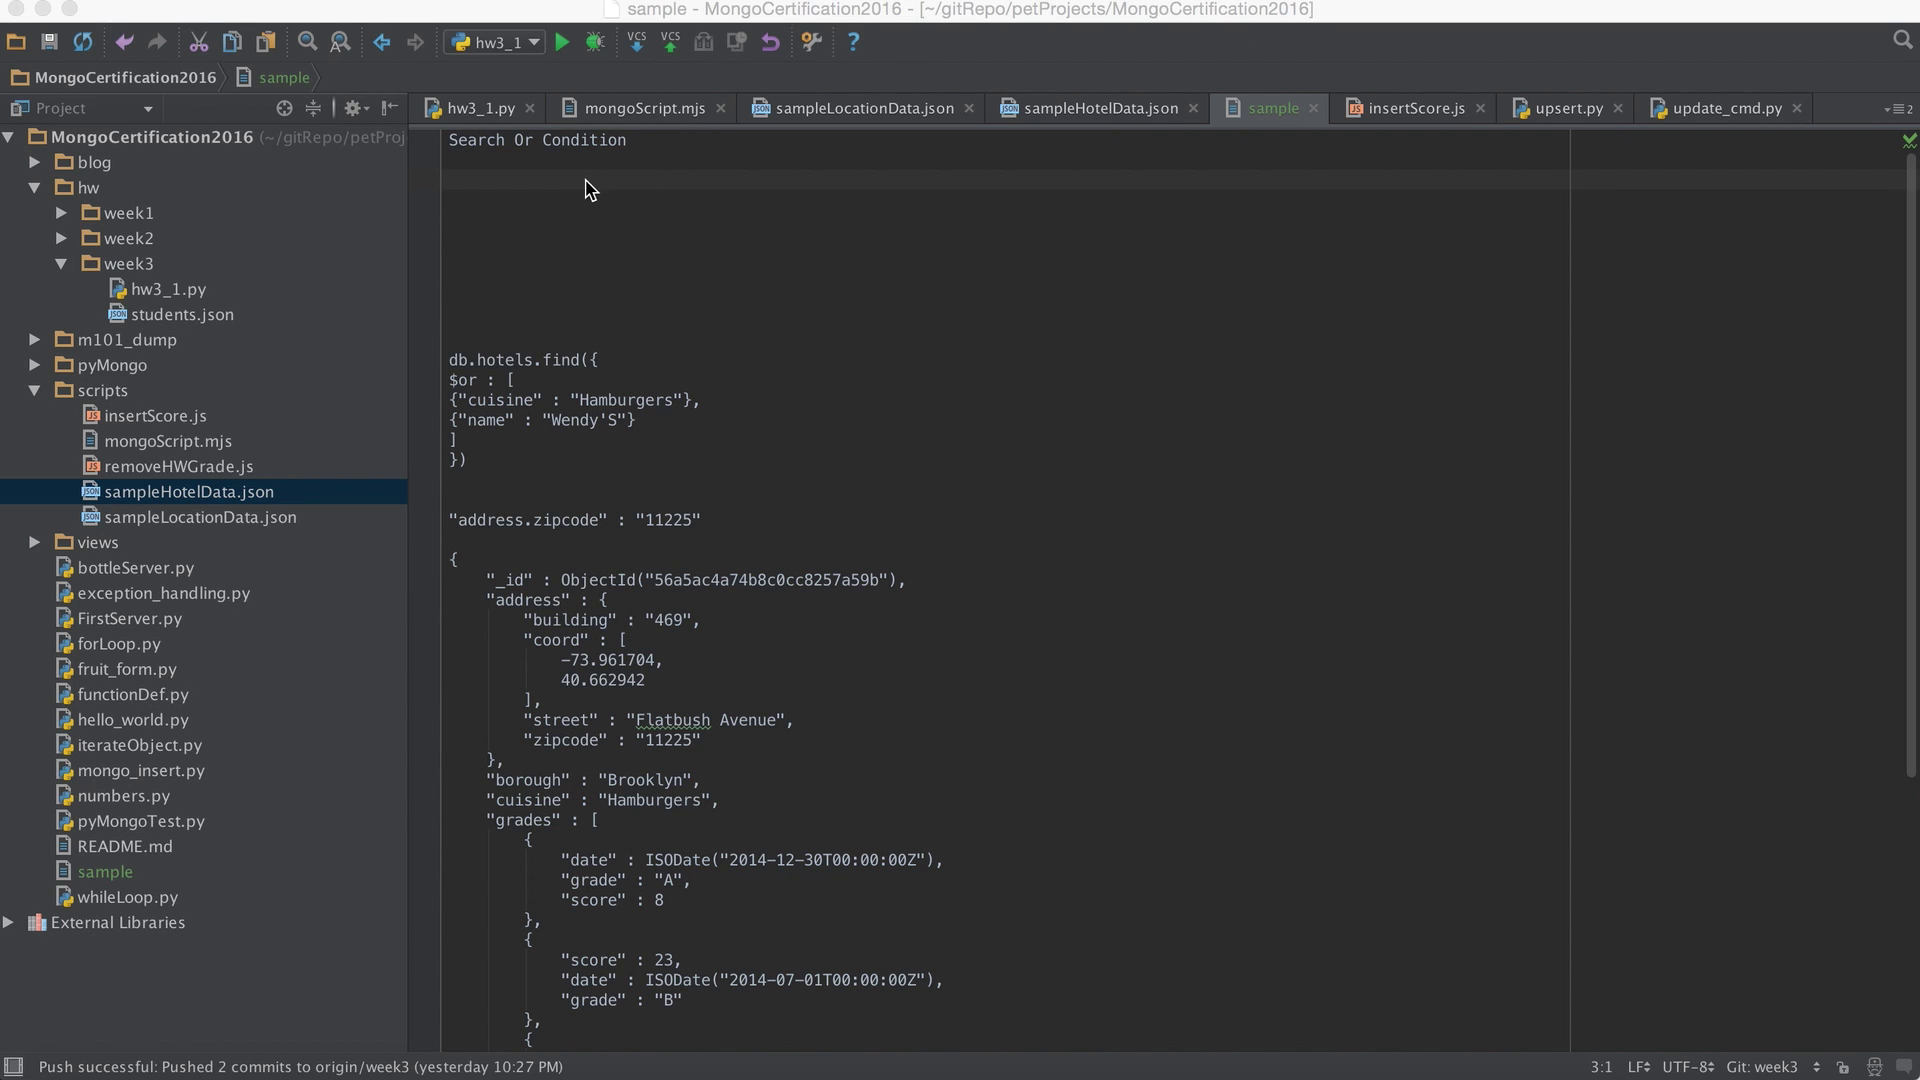 sample - MongoCertification2016 - [~/gitRepo/petProjects/MongoCertification2016]
hw3_1
VCS VCS
?
MongoCertification2016 sample
Project
hw3_1.py mongoScript.mjs sampleLocationData.json sampleHotelData.json sample insertScore.js upsert.py update_cmd.py
2
MongoCertification2016 (~/gitRepo/petProj
blog
hw
week1
week2
week3
hw3_1.py
students.json
m101_dump
pyMongo
scripts
insertScore.js
mongoScript.mjs
removeHWGrade.js
sampleHotelData.json
sampleLocationData.json
views
bottleServer.py
exception_handling.py
FirstServer.py
forLoop.py
fruit_form.py
functionDef.py
hello_world.py
iterateObject.py
mongo_insert.py
numbers.py
pyMongoTest.py
README.md
sample
whileLoop.py
External Libraries
Search Or Condition
db.hotels.find({
$or : [
{"cuisine" : "Hamburgers"},
{"name" : "Wendy'S"}
]
})
"address.zipcode" : "11225"
{
"_id" : ObjectId("56a5ac4a74b8c0cc8257a59b"),
"address" : {
"building" : "469",
"coord" : [
-73.961704,
40.662942
],
"street" : "Flatbush Avenue",
"zipcode" : "11225"
},
"borough" : "Brooklyn",
"cuisine" : "Hamburgers",
"grades" : [
{
"date" : ISODate("2014-12-30T00:00:00Z"),
"grade" : "A",
"score" : 8
},
{
"score" : 23,
"date" : ISODate("2014-07-01T00:00:00Z"),
"grade" : "B"
},
{
Push successful: Pushed 2 commits to origin/week3 (yesterday 10:27 PM)
3:1 LF UTF-8 Git: week3